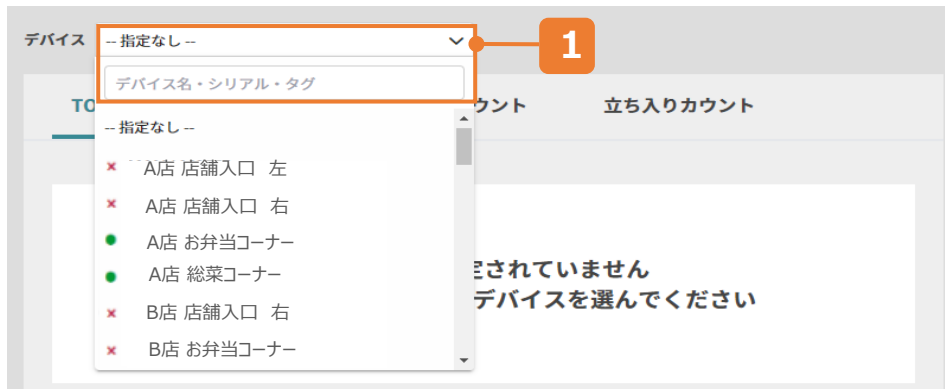 デバイス -- 指定なし --
1
デバイス名・シリアル・タグ
TO ウント 立ち入りカウント
-- 指定なし --
A店 店舗入口 左
A店 店舗入口 右
A店 お弁当コーナー
A店 総菜コーナー
B店 店舗入口 右
B店 お弁当コーナー
定されていません
デバイスを選んでください